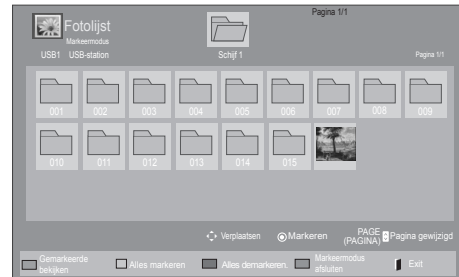 Pagina 1/1
Fotolijst
Markeermodus
USB1 USB-station
Schijf 1
Pagina 1/1
001 002 003 004 005 006 007 008 009
010 011 012 013 014 015
Verplaatsen Markeren PAGE (PAGINA) Pagina gewijzigd
Gemarkeerde bekijken
Alles markeren
Alles demarkeren.
Markeermodus afsluiten
Exit